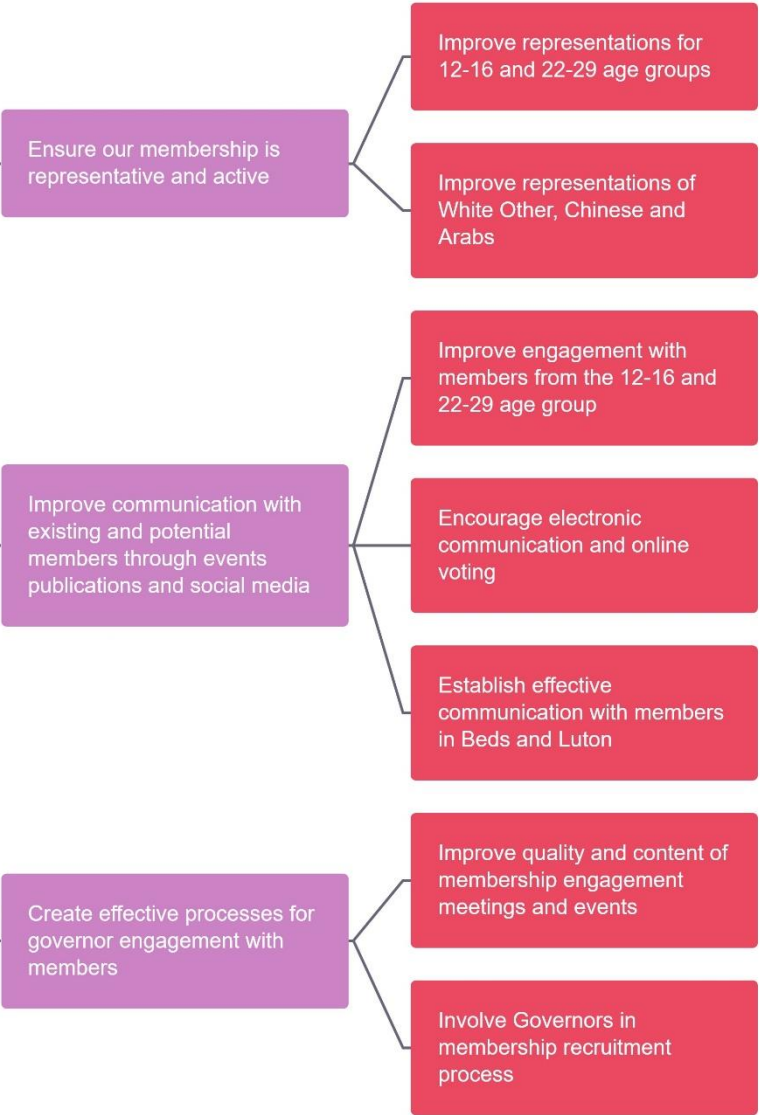 Ensure our membership is
representative and active
Improve representations for
12-16 and 22-29 age groups
Improve representations of
White Other, Chinese and
Arabs
Improve communication with
existing and potential
members through events
publications and social media
Improve engagement with
members from the 12-16 and
22-29 age group
Encourage electronic
communication and online
voting
Establish effective
communication with members
in Beds and Luton
Create effective processes for
governor engagement with
members
Improve quality and content of
membership engagement
meetings and events
Involve Governors in
membership recruitment
process